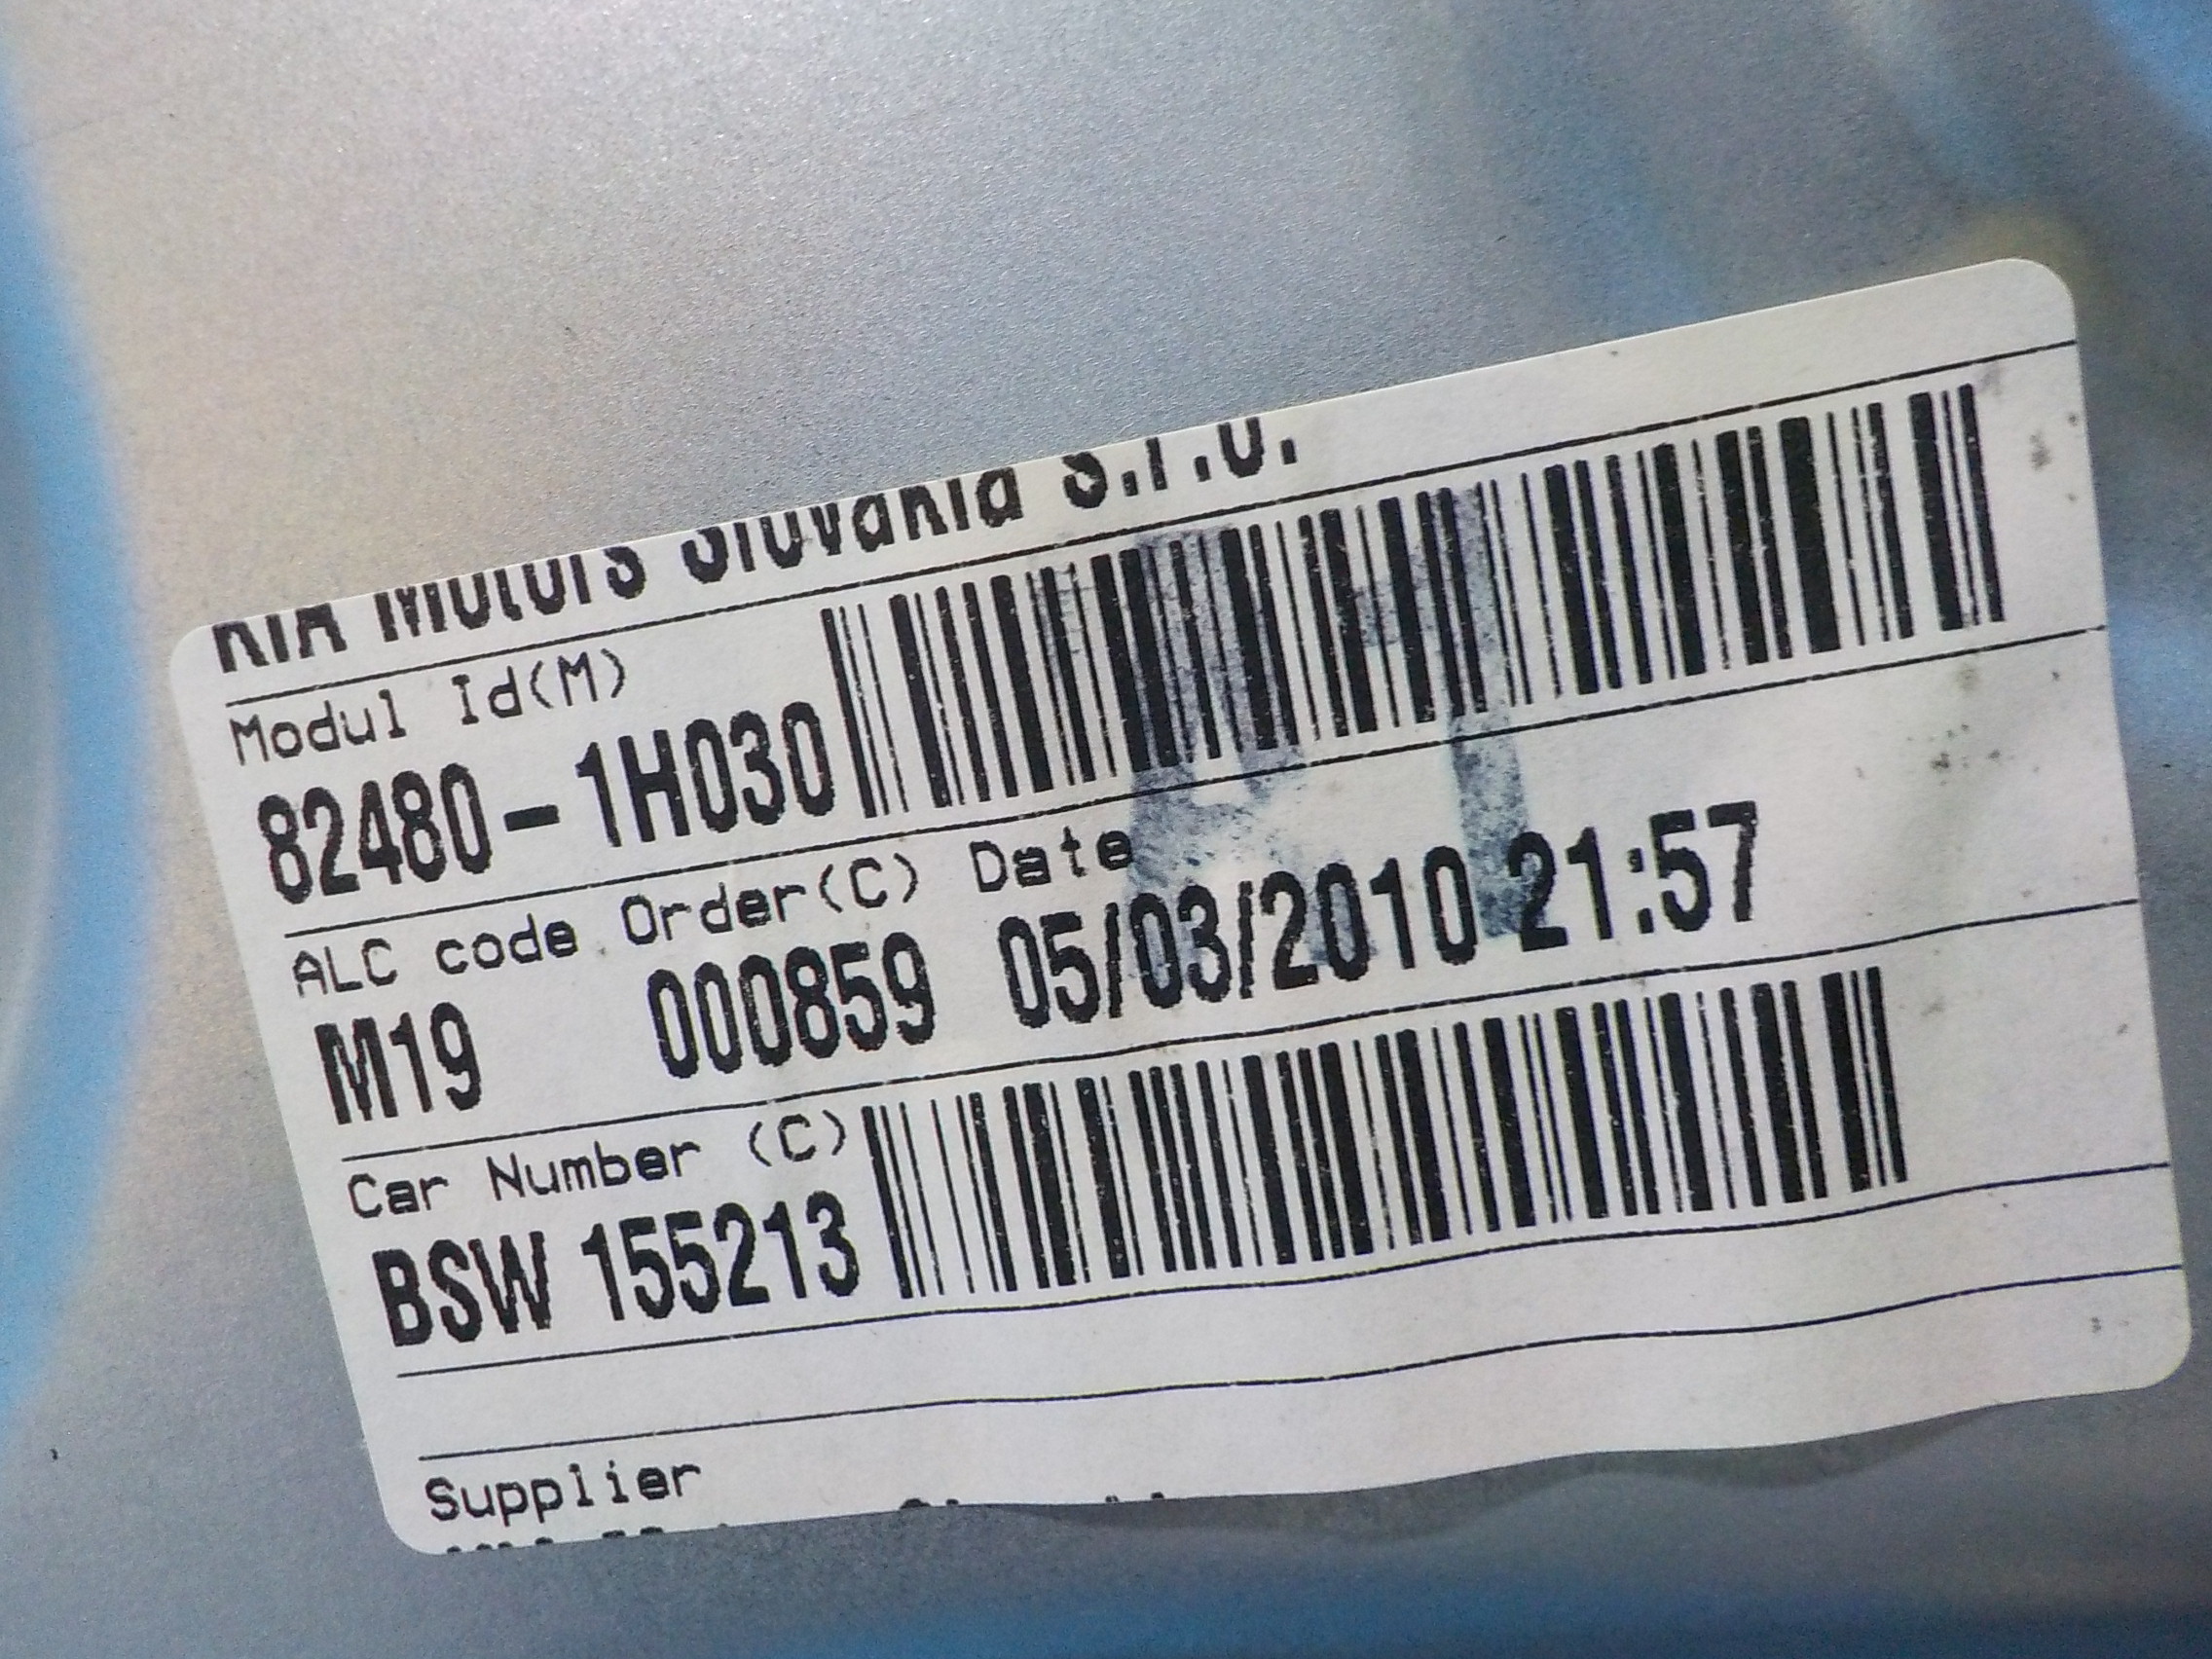 KIA Motors Slovakia s.r.o.
Modul Id(M)
82480-1H030
ALC code Order(C) Date
M19 000859 05/03/2010 21:57
Car Number (C)
BSW 155213
Supplier